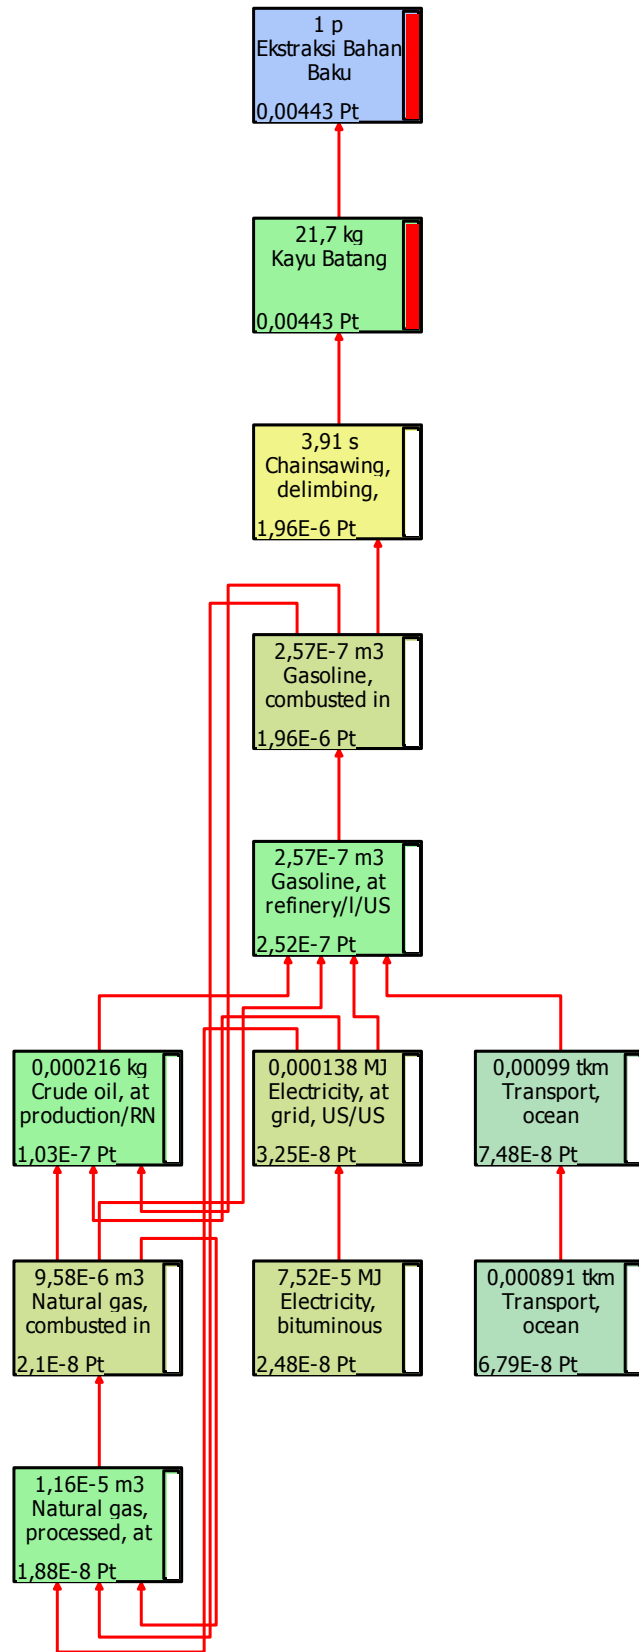 1 p
Ekstraksi Bahan
Baku
0,00443 Pt
21,7 kg
Kayu Batang
0,00443 Pt
3,91 s
Chainsawing,
delimbing,
1,96E-6 Pt
2,57E-7 m3
Gasoline,
combusted in
1,96E-6 Pt
2,57E-7 m3
Gasoline, at
refinery/l/US
2,52E-7 Pt
0,000216 kg
Crude oil, at
production/RN
1,03E-7 Pt
0,000138 MJ
Electricity, at
grid, US/US
3,25E-8 Pt
0,00099 tkm
Transport,
ocean
7,48E-8 Pt
9,58E-6 m3
Natural gas,
combusted in
2,1E-8 Pt
7,52E-5 MJ
Electricity,
bituminous
2,48E-8 Pt
0,000891 tkm
Transport,
ocean
6,79E-8 Pt
1,16E-5 m3
Natural gas,
processed, at
1,88E-8 Pt